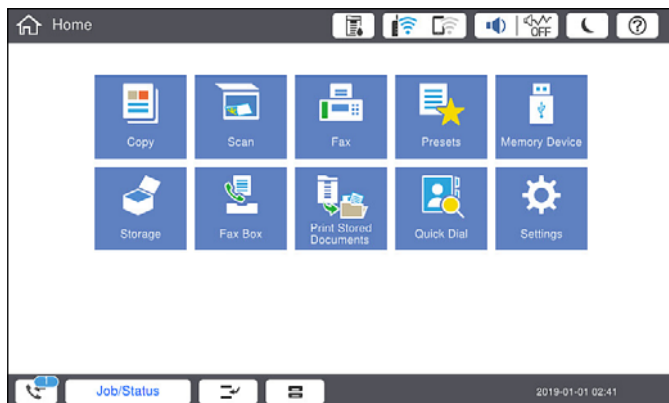 Home
OFF
Copy
Scan
Fax
Presets
Memory Device
Storage
Fax Box
Print Stored
Documents
Quick Dial
Settings
1
Job/Status
2019-01-01 02:41